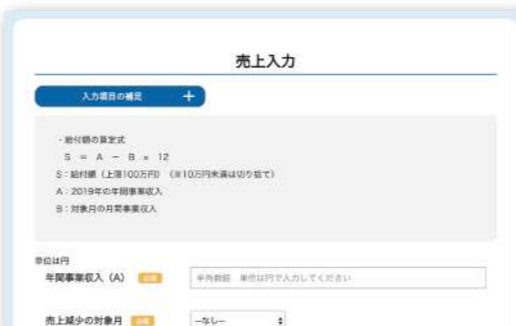 売上入力
入力項目の補足 ＋
・給付額の算定式
S = A − B × 12
S：給付額（上限100万円）（※10万円未満は切り捨て）
A：2019年の年間事業収入
B：対象月の月間事業収入
単位は円
年間事業収入（A） 必須 半角数値 単位は円で入力してください
売上減少の対象月 必須 --なし--